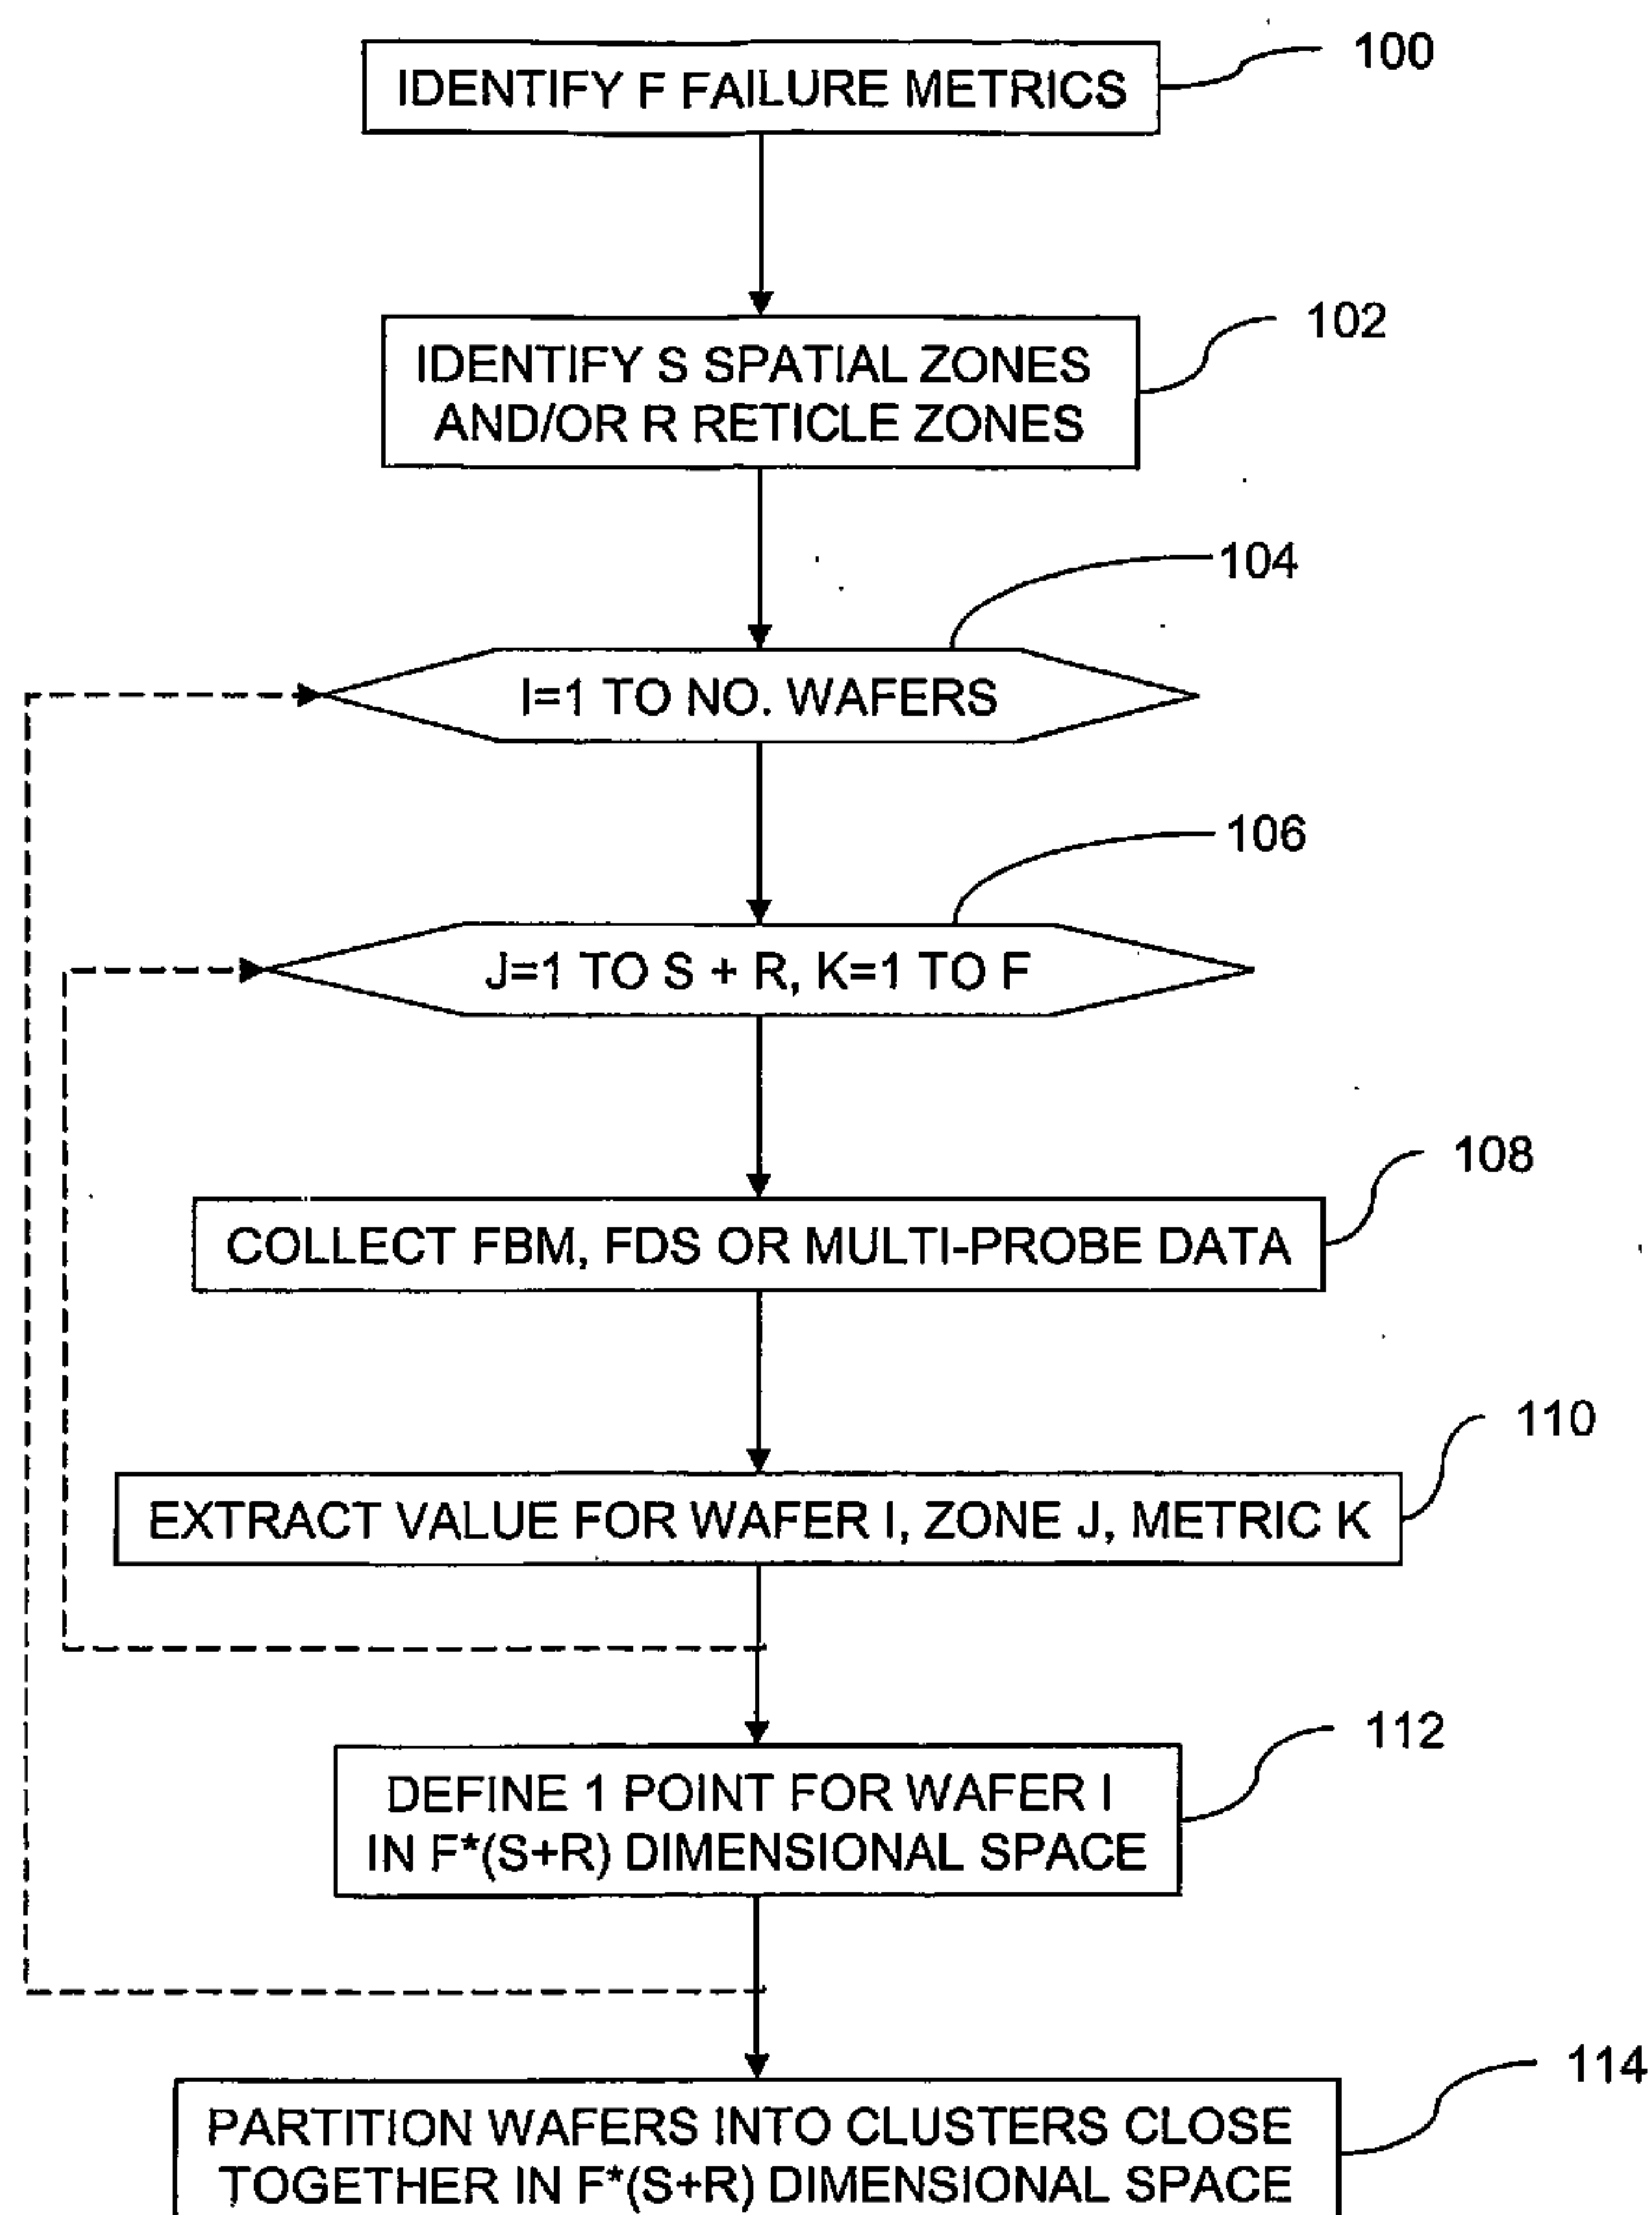 100
IDENTIFY F FAILURE METRICS
102
IDENTIFY S SPATIAL ZONES
AND/OR R RETICLE ZONES
104
I=1 TO NO. WAFERS
106
J=1 TO S + R, K=1 TO F
108
COLLECT FBM, FDS OR MULTI-PROBE DATA
110
EXTRACT VALUE FOR WAFER I, ZONE J, METRIC K
112
DEFINE 1 POINT FOR WAFER I
IN F*(S+R) DIMENSIONAL SPACE
114
PARTITION WAFERS INTO CLUSTERS CLOSE
TOGETHER IN F*(S+R) DIMENSIONAL SPACE